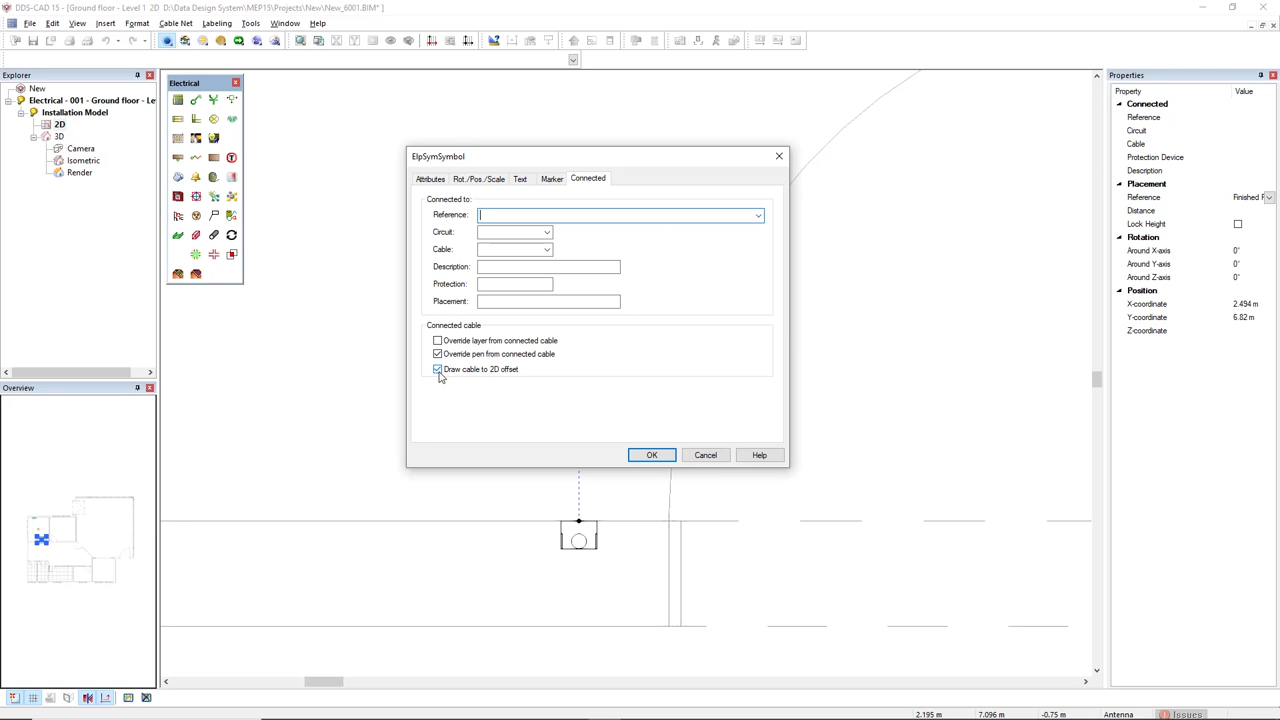 DDS-CAD 15 - [Ground floor - Level 1 2D D:\Data Design System\MEP15\Projects\New\New_6001.BIM* ]
File Edit View Insert Format Cable Net Labeling Tools Window Help
Explorer
New
Electrical - 001 - Ground floor - Le
Installation Model
2D
3D
Camera
Isometric
Render
Overview
Electrical
ElpSymSymbol
Attributes Rot./Pos./Scale Text Marker Connected
Connected to:
Reference:
Circuit:
Cable:
Description:
Protection:
Placement:
Connected cable
Override layer from connected cable
Override pen from connected cable
Draw cable to 2D offset
OK Cancel Help
Properties
Property Value
Connected
Reference
Circuit
Cable
Protection Device
Description
Placement
Reference Finished F
Distance
Lock Height
Rotation
Around X-axis 0°
Around Y-axis 0°
Around Z-axis 0°
Position
X-coordinate 2.494 m
Y-coordinate 6.82 m
Z-coordinate
2.195 m 7.096 m -0.75 m Antenna Issues